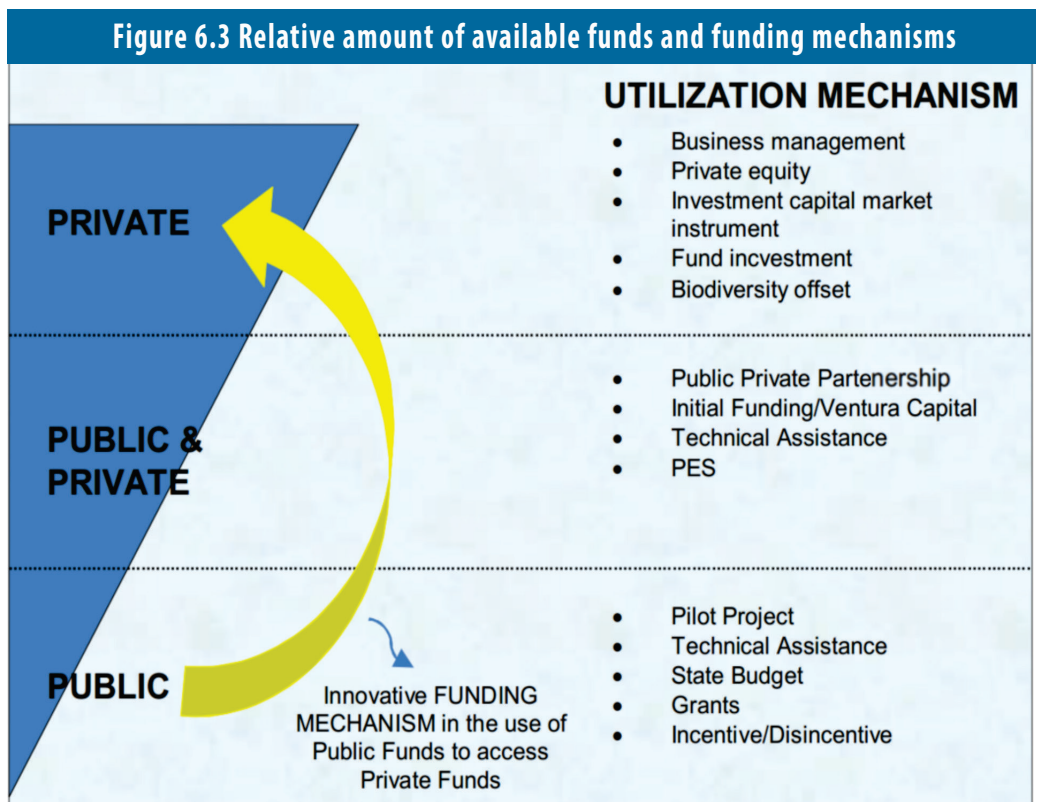 Figure 6.3 Relative amount of available funds and funding mechanisms
UTILIZATION MECHANISM
PRIVATE
• Business management
• Private equity
• Investment capital market
instrument
• Fund incvestment
• Biodiversity offset
PUBLIC &
PRIVATE
• Public Private Partenership
• Initial Funding/Ventura Capital
• Technical Assistance
• PES
PUBLIC
Innovative FUNDING
MECHANISM in the use of
Public Funds to access
Private Funds
• Pilot Project
• Technical Assistance
• State Budget
• Grants
• Incentive/Disincentive